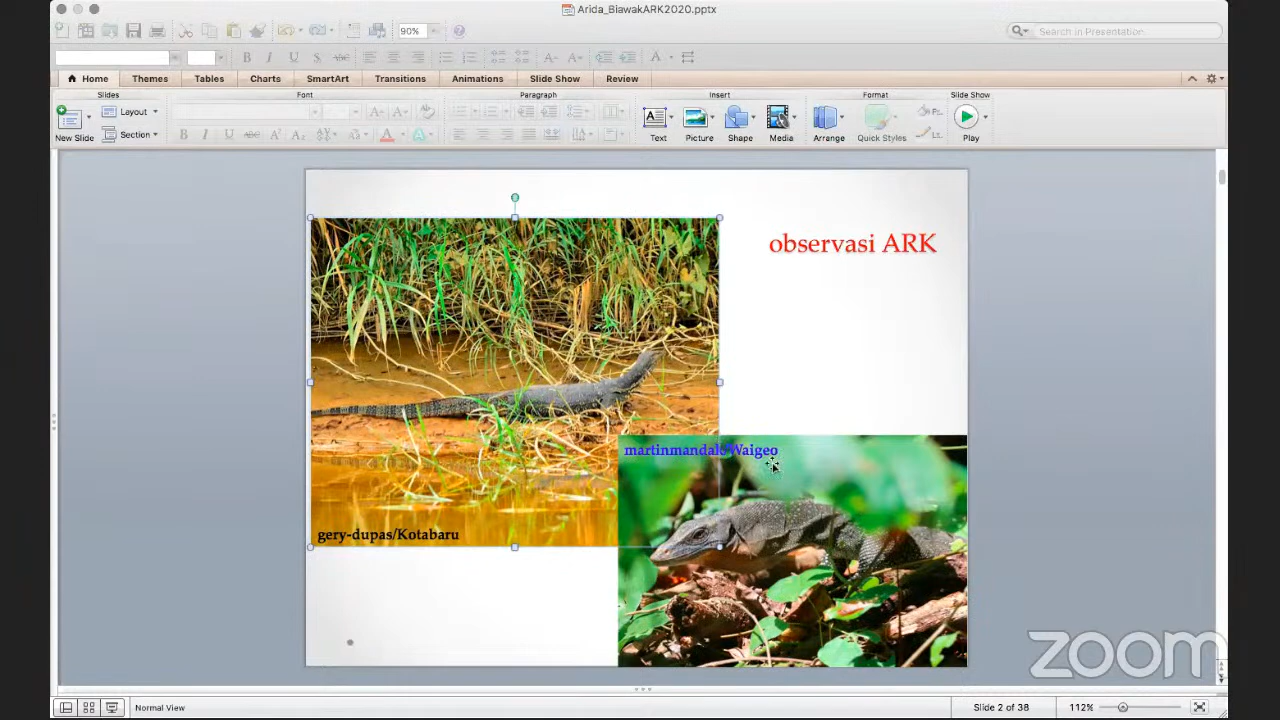 Arida_BiawakARK2020.pptx
90%
Search in Presentation
Home Themes Tables Charts SmartArt Transitions Animations Slide Show Review
Slides Font Paragraph Insert Format Slide Show
New Slide
Layout
Section
Text Picture Shape Media Arrange Quick Styles Play
observasi ARK
martinmandak/Waigeo
gery-dupas/Kotabaru
zoom
Normal View Slide 2 of 38 112%